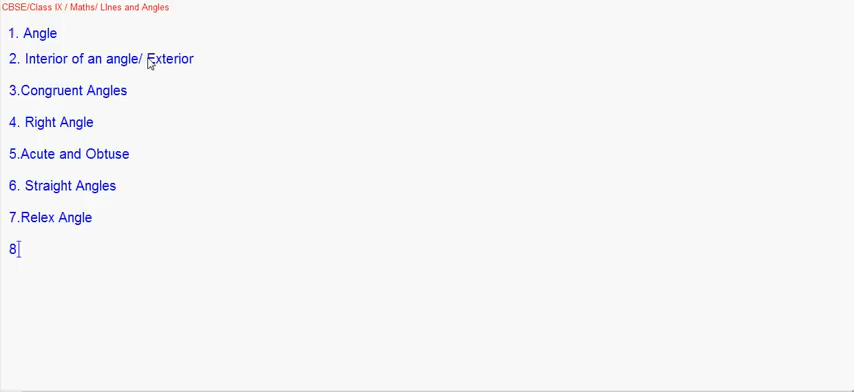 CBSE/Class IX / Maths/ LInes and Angles
1. Angle
2. Interior of an angle/ Exterior
3.Congruent Angles
4. Right Angle
5.Acute and Obtuse
6. Straight Angles
7.Relex Angle
8